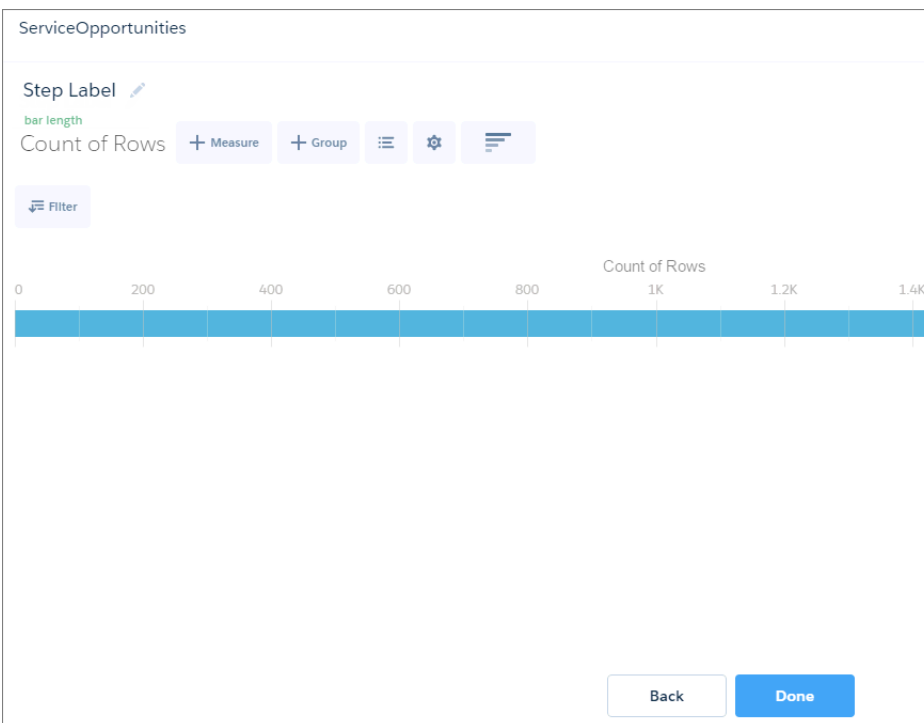 ServiceOpportunities
Step Label
bar length
Count of Rows + Measure + Group
Filter
Count of Rows
0 200 400 600 800 1K 1.2K 1.4K
Back Done